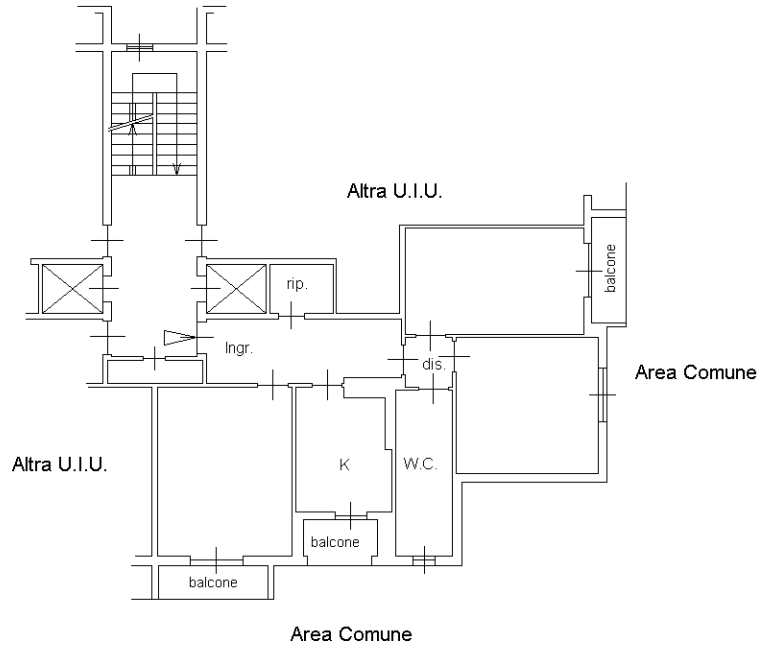 Altra U.I.U.
balcone
rip.
Ingr.
dis.
Area Comune
Altra U.I.U.
K
W.C.
balcone
balcone
Area Comune